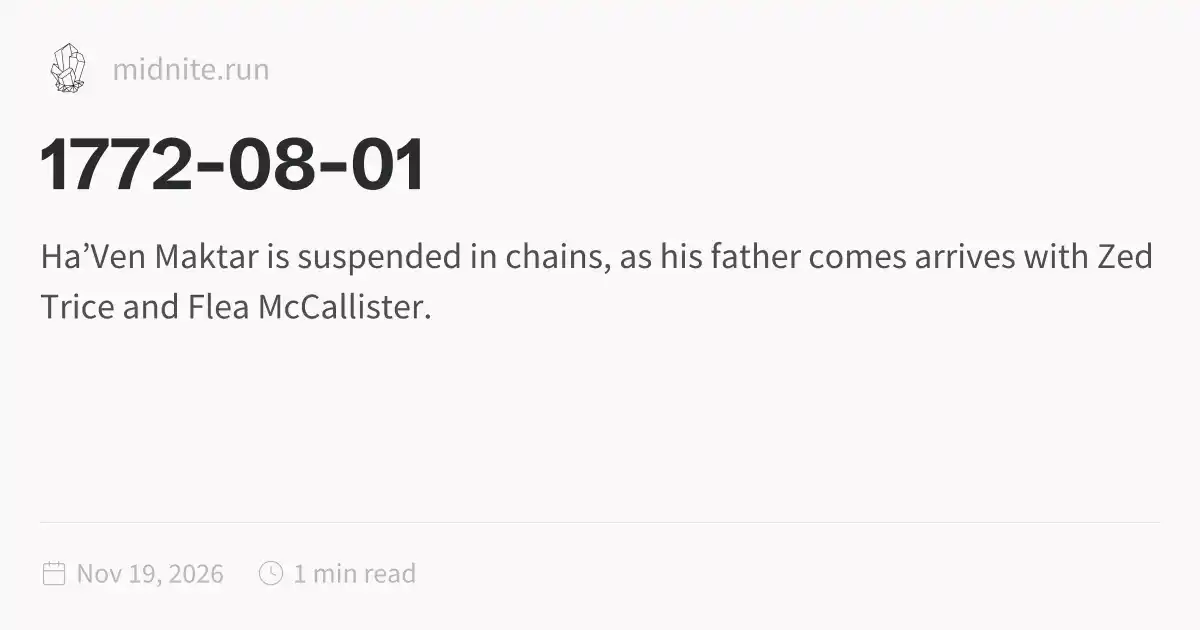 midnite.run
1772-08-01
Ha’Ven Maktar is suspended in chains, as his father comes arrives with Zed
Trice and Flea McCallister.
Nov 19, 2026 1 min read